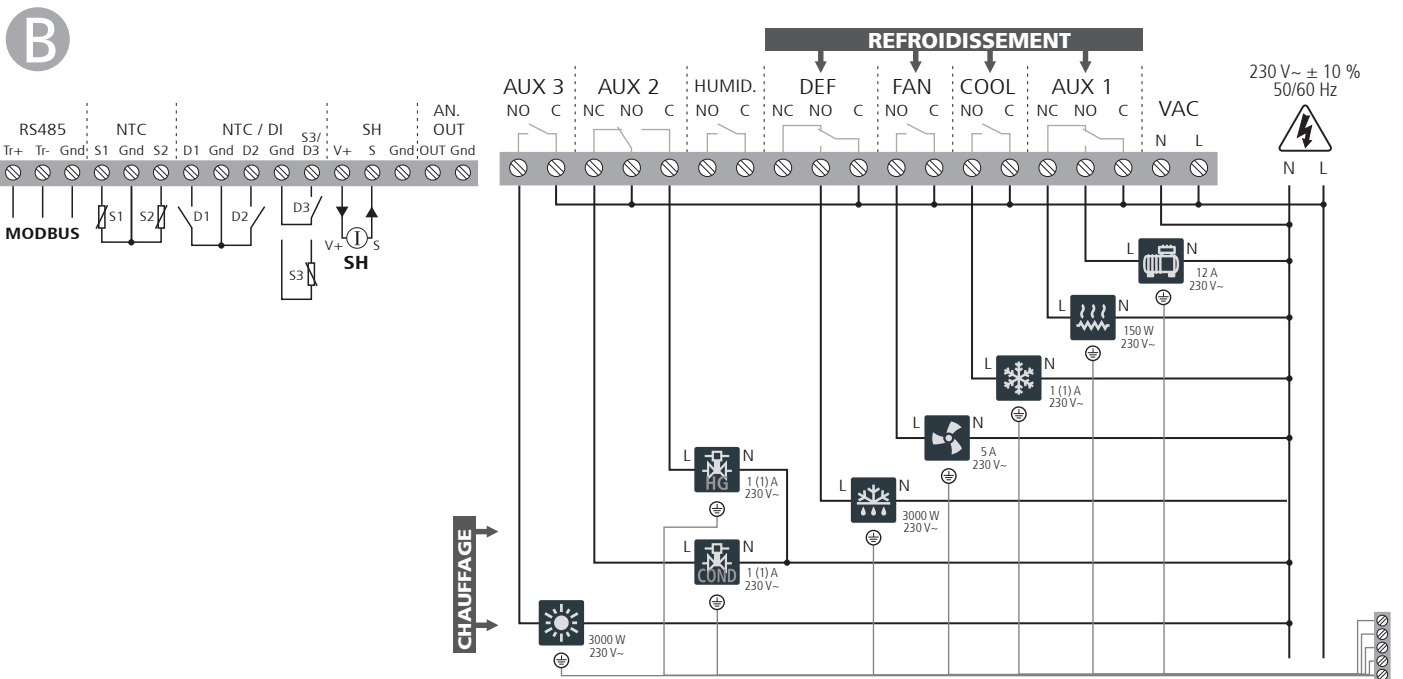 B
REFROIDISSEMENT
230 V~ ± 10 %
50/60 Hz
AUX 3 AUX 2 HUMID. DEF FAN COOL AUX 1 VAC
NO C NC NO C NO C NC NO C NO C NO C NC NO C N L
N L
RS485 NTC NTC / DI SH AN. OUT
Tr+ Tr- Gnd S1 Gnd S2 D1 Gnd D2 Gnd S3/D3 V+ S Gnd OUT Gnd
S1 S2 D1 D2 D3
MODBUS
V+ S
SH
S3
L N
12 A
230 V~
L N
150 W
230 V~
L N
1 (1) A
230 V~
L N
5 A
230 V~
L N
HG
1 (1) A
230 V~
L N
3000 W
230 V~
L N
COND
1 (1) A
230 V~
CHAUFFAGE
3000 W
230 V~